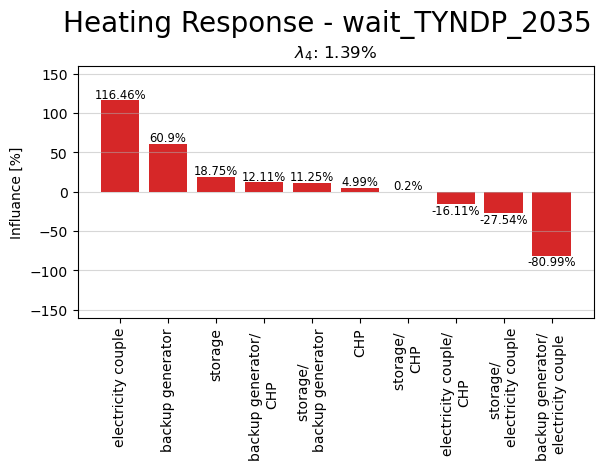 Heating Response - wait_TYNDP_2035
λ4: 1.39%
Influance [%]
150
100
50
0
−50
−100
−150
116.46%
60.9%
18.75%
12.11%
11.25%
4.99%
0.2%
-16.11%
-27.54%
-80.99%
electricity couple
backup generator
storage
backup generator/
CHP
storage/
backup generator
CHP
storage/
CHP
electricity couple/
CHP
storage/
electricity couple
backup generator/
electricity couple